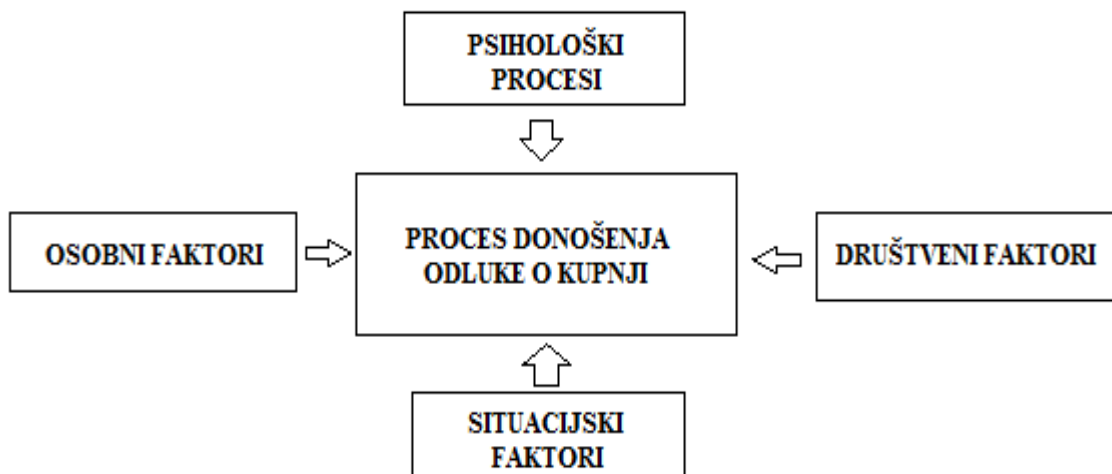 PSIHOLOŠKI
PROCESI
OSOBNI FAKTORI
PROCES DONOŠENJA
ODLUKE O KUPNJI
DRUŠTVENI FAKTORI
SITUACIJSKI
FAKTORI